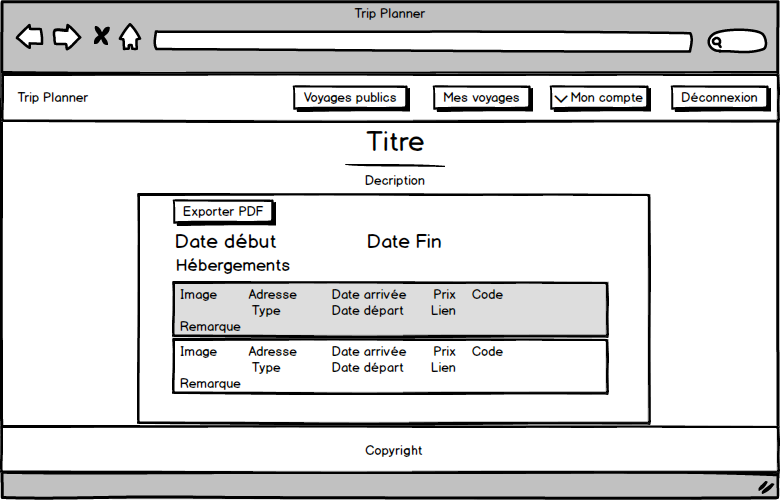 Trip Planner
Trip Planner Voyages publics Mes voyages Mon compte Déconnexion
Titre
Decription
Exporter PDF
Date début Date Fin
Hébergements
Image Adresse Date arrivée Prix Code
Type Date départ Lien
Remarque
Image Adresse Date arrivée Prix Code
Type Date départ Lien
Remarque
Copyright